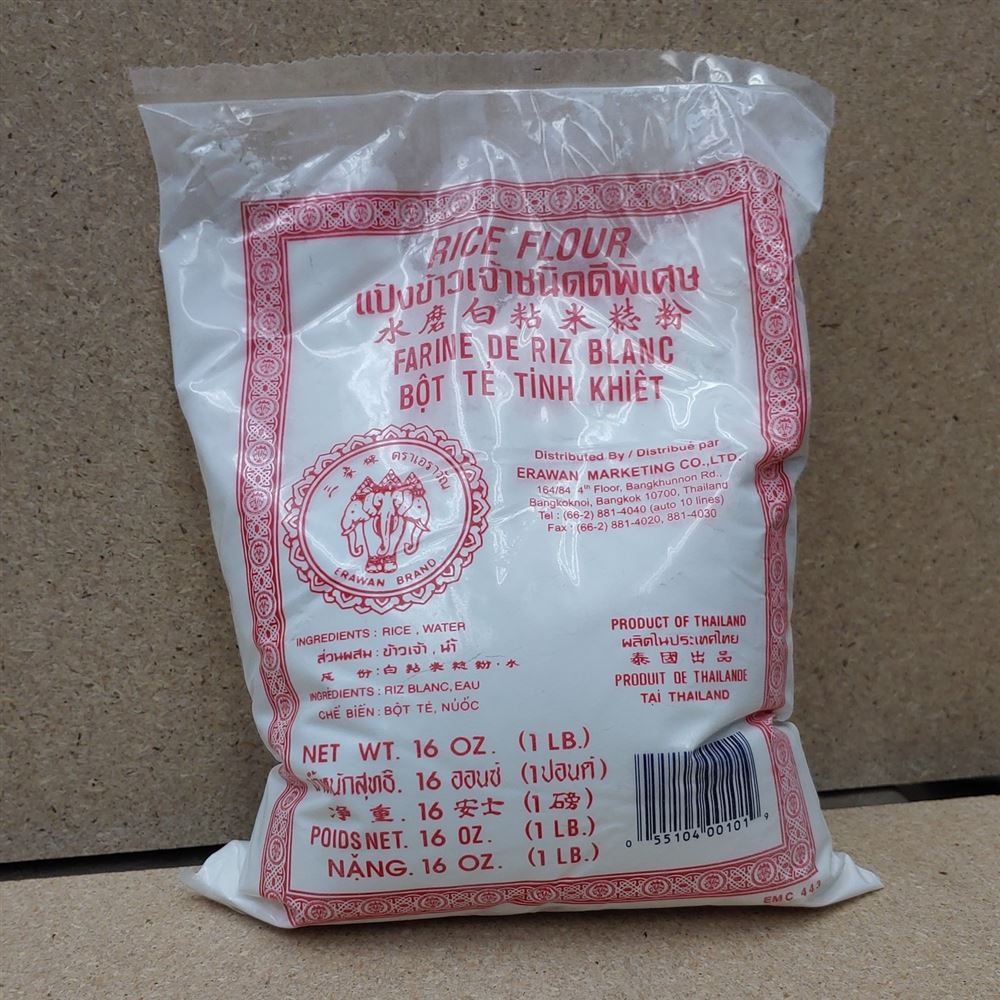 RICE FLOUR
แป้งข้าวเจ้าชนิดดีพิเศษ
水磨白粘米粉
FARINE DE RIZ BLANC
BỘT TẺ TINH KHIẾT
三象牌 ตราเอราวัณ
ERAWAN BRAND
Distributed By / Distribué par
ERAWAN MARKETING CO.,LTD.
164/84 4th Floor, Bangkhunnon Rd.,
Bangkoknoi, Bangkok 10700, Thailand
Tel : (66-2) 881-4040 (auto 10 lines)
Fax : (66-2) 881-4020, 881-4030
INGREDIENTS : RICE , WATER
ส่วนผสม : ข้าวเจ้า , น้ำ
成份:白黏米粉,水
INGRÉDIENTS : RIZ BLANC, EAU
CHẾ BIẾN : BỘT TẺ, NƯỚC
PRODUCT OF THAILAND
ผลิตในประเทศไทย
泰國出品
PRODUIT DE THAILANDE
TẠI THAILAND
NET WT. 16 OZ. (1 LB.)
น้ำหนักสุทธิ. 16 ออนซ์ (1 ปอนด์)
淨重. 16 安士 (1 磅)
POIDS NET. 16 OZ. (1 LB.)
NẶNG. 16 OZ. (1 LB.)
0 55104 00101 9
EMC 443